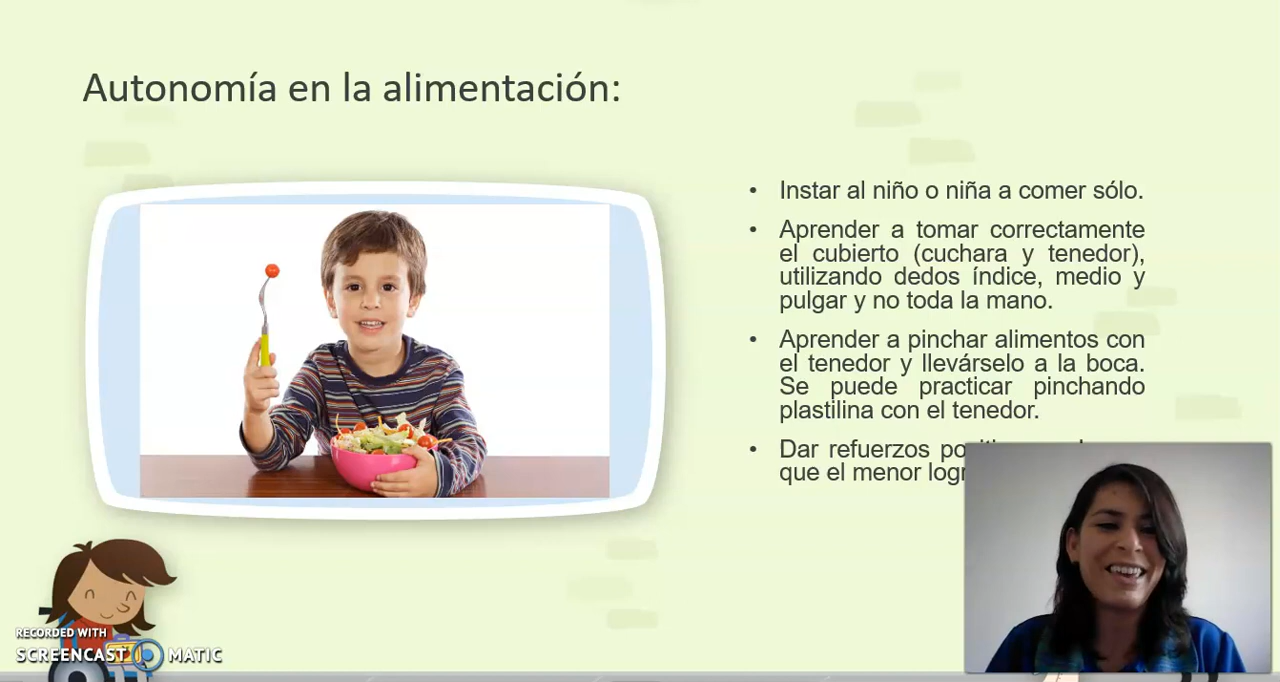 Autonomía en la alimentación:
• Instar al niño o niña a comer sólo.
• Aprender a tomar correctamente
el cubierto (cuchara y tenedor),
utilizando dedos índice, medio y
pulgar y no toda la mano.
• Aprender a pinchar alimentos con
el tenedor y llevárselo a la boca.
Se puede practicar pinchando
plastilina con el tenedor.
• Dar refuerzos
que el menor
RECORDED WITH
SCREENCAST MATIC